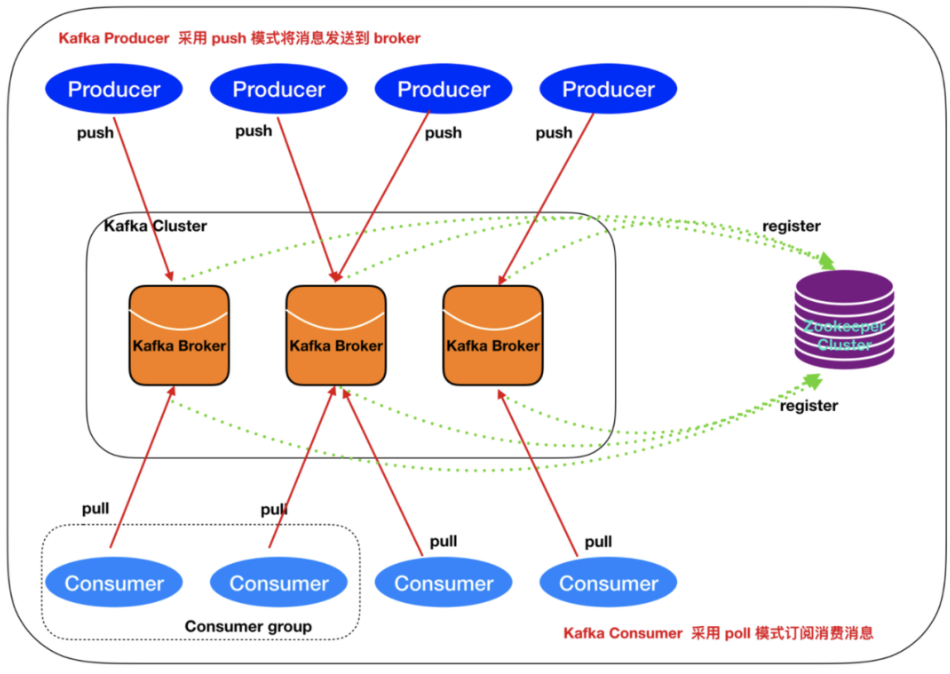 Kafka Producer 采用 push 模式将消息发送到 broker
Producer
Producer
Producer
Producer
push
push
push
push
Kafka Cluster
register
Kafka Broker
Kafka Broker
Kafka Broker
Zookeeper
Cluster
register
pull
pull
pull
pull
Consumer
Consumer
Consumer
Consumer
Consumer group
Kafka Consumer 采用 poll 模式订阅消费消息